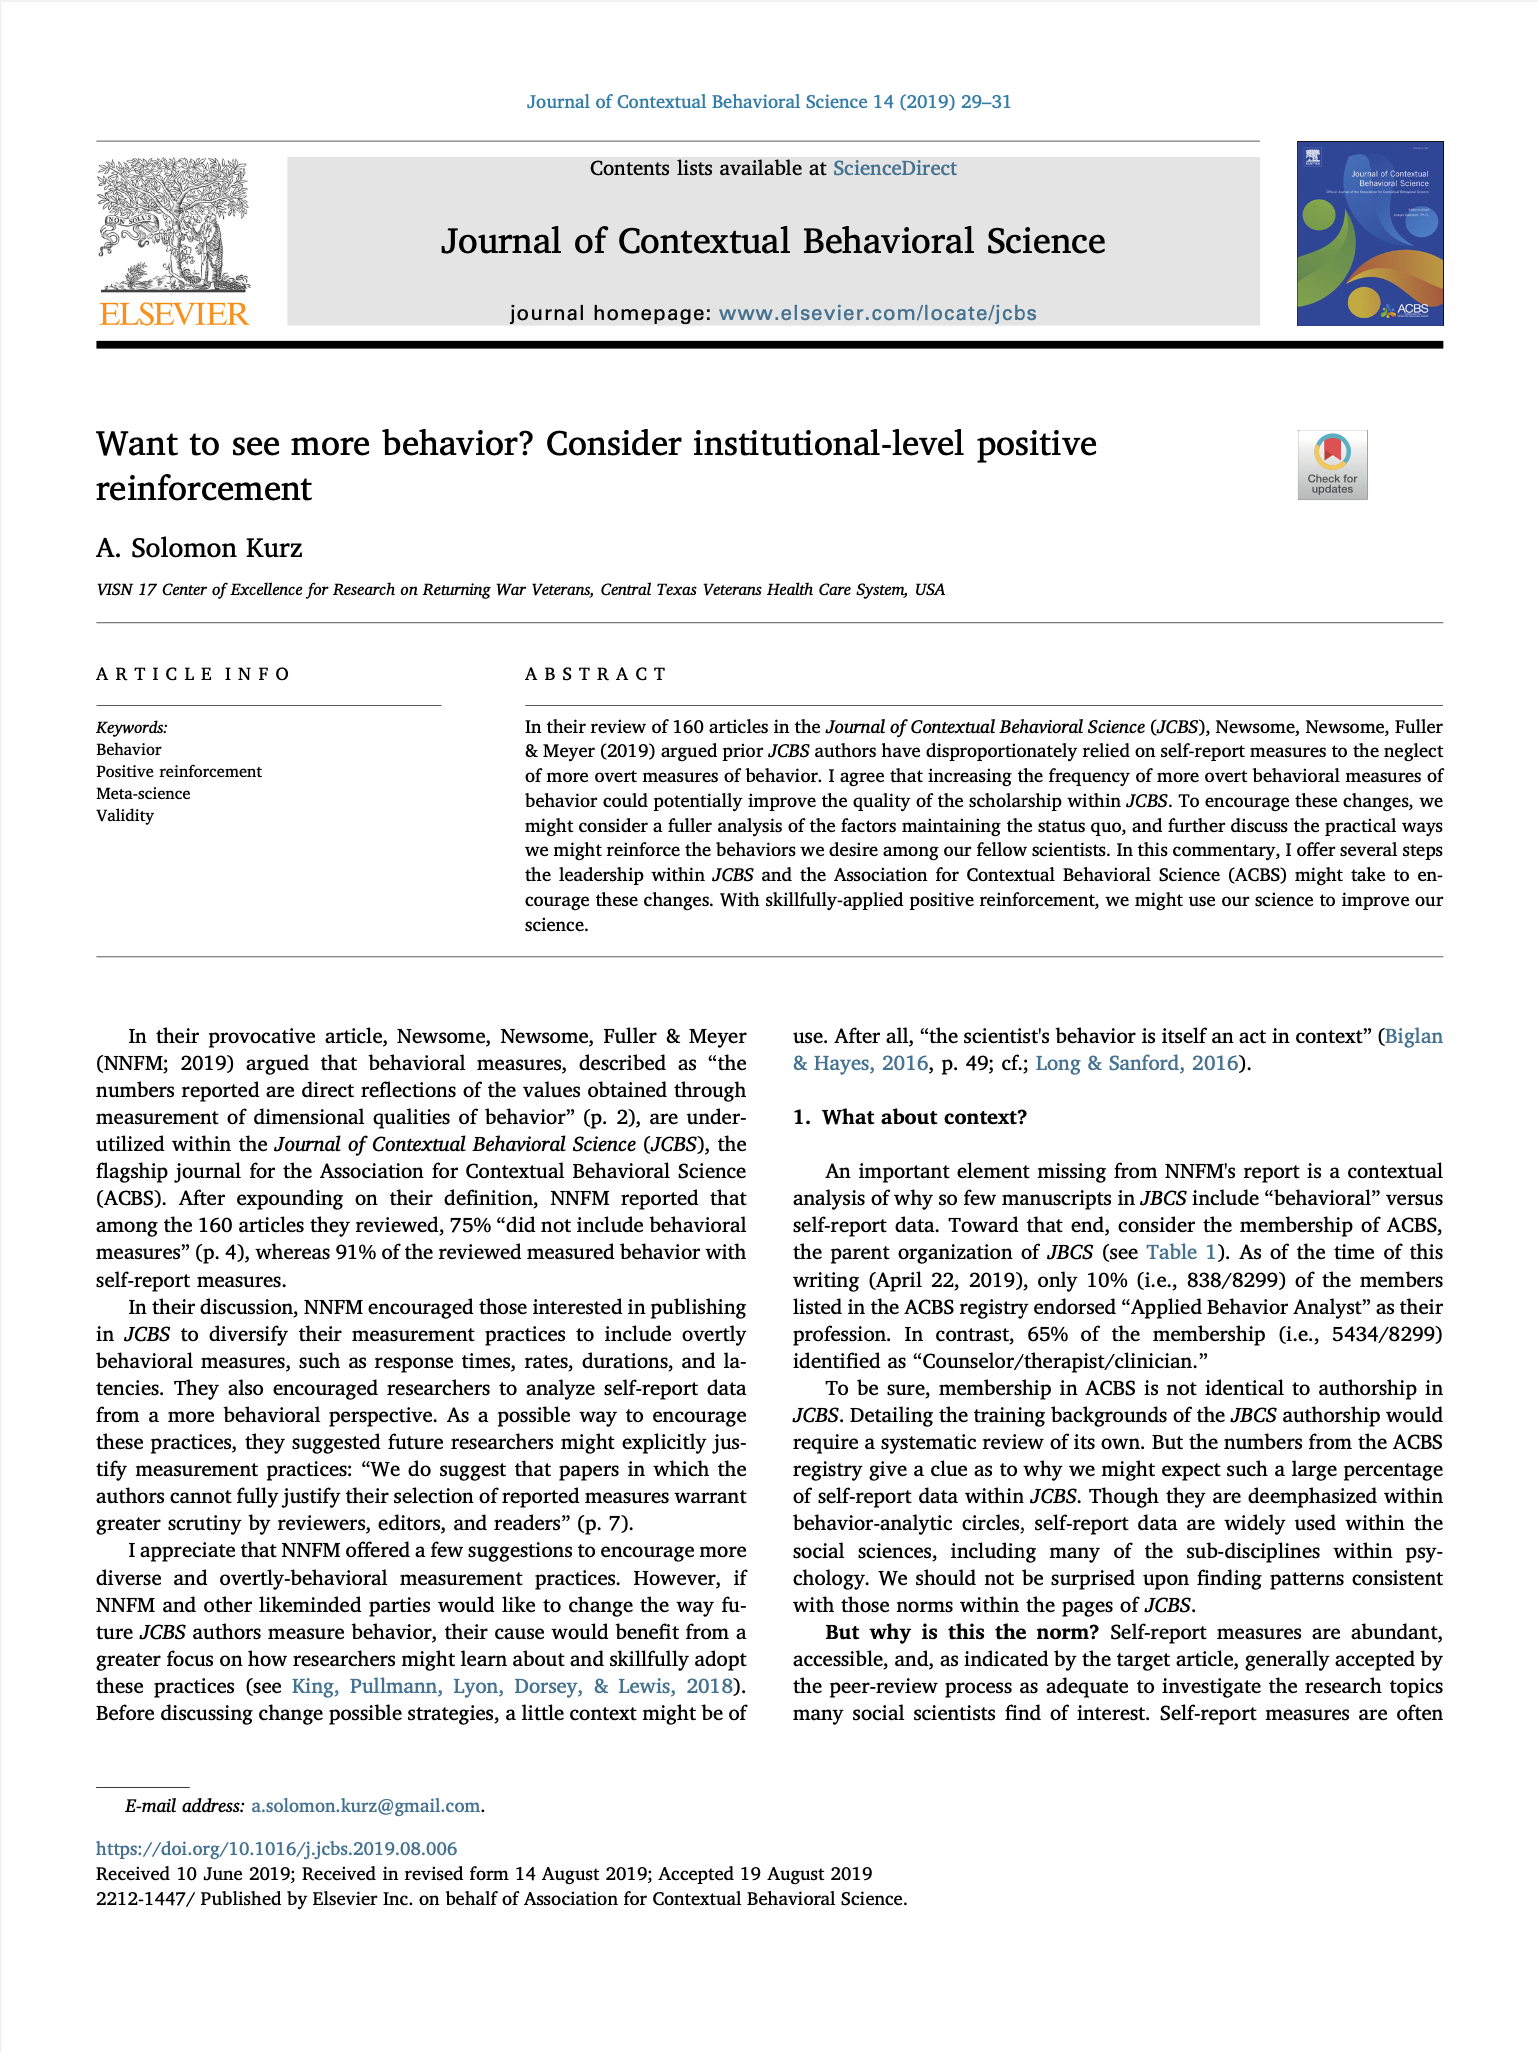 Journal of Contextual Behavioral Science 14 (2019) 29–31
Contents lists available at ScienceDirect
Journal of Contextual Behavioral Science
journal homepage: www.elsevier.com/locate/jcbs
NON SOLUS
ELSEVIER
Journal of Contextual
Behavioral Science
ACBS
Want to see more behavior? Consider institutional-level positive
reinforcement
Check for
updates
A. Solomon Kurz
VISN 17 Center of Excellence for Research on Returning War Veterans, Central Texas Veterans Health Care System, USA
ARTICLE INFO
Keywords:
Behavior
Positive reinforcement
Meta-science
Validity
ABSTRACT
In their review of 160 articles in the Journal of Contextual Behavioral Science (JCBS), Newsome, Newsome, Fuller
& Meyer (2019) argued prior JCBS authors have disproportionately relied on self-report measures to the neglect
of more overt measures of behavior. I agree that increasing the frequency of more overt behavioral measures of
behavior could potentially improve the quality of the scholarship within JCBS. To encourage these changes, we
might consider a fuller analysis of the factors maintaining the status quo, and further discuss the practical ways
we might reinforce the behaviors we desire among our fellow scientists. In this commentary, I offer several steps
the leadership within JCBS and the Association for Contextual Behavioral Science (ACBS) might take to en-
courage these changes. With skillfully-applied positive reinforcement, we might use our science to improve our
science.
In their provocative article, Newsome, Newsome, Fuller & Meyer
(NNFM; 2019) argued that behavioral measures, described as “the
numbers reported are direct reflections of the values obtained through
measurement of dimensional qualities of behavior” (p. 2), are under-
utilized within the Journal of Contextual Behavioral Science (JCBS), the
flagship journal for the Association for Contextual Behavioral Science
(ACBS). After expounding on their definition, NNFM reported that
among the 160 articles they reviewed, 75% “did not include behavioral
measures” (p. 4), whereas 91% of the reviewed measured behavior with
self-report measures.
In their discussion, NNFM encouraged those interested in publishing
in JCBS to diversify their measurement practices to include overtly
behavioral measures, such as response times, rates, durations, and la-
tencies. They also encouraged researchers to analyze self-report data
from a more behavioral perspective. As a possible way to encourage
these practices, they suggested future researchers might explicitly jus-
tify measurement practices: “We do suggest that papers in which the
authors cannot fully justify their selection of reported measures warrant
greater scrutiny by reviewers, editors, and readers” (p. 7).
I appreciate that NNFM offered a few suggestions to encourage more
diverse and overtly-behavioral measurement practices. However, if
NNFM and other likeminded parties would like to change the way fu-
ture JCBS authors measure behavior, their cause would benefit from a
greater focus on how researchers might learn about and skillfully adopt
these practices (see King, Pullmann, Lyon, Dorsey, & Lewis, 2018).
Before discussing change possible strategies, a little context might be of
use. After all, “the scientist's behavior is itself an act in context” (Biglan
& Hayes, 2016, p. 49; cf.; Long & Sanford, 2016).
1. What about context?
An important element missing from NNFM's report is a contextual
analysis of why so few manuscripts in JBCS include “behavioral” versus
self-report data. Toward that end, consider the membership of ACBS,
the parent organization of JBCS (see Table 1). As of the time of this
writing (April 22, 2019), only 10% (i.e., 838/8299) of the members
listed in the ACBS registry endorsed “Applied Behavior Analyst” as their
profession. In contrast, 65% of the membership (i.e., 5434/8299)
identified as “Counselor/therapist/clinician.”
To be sure, membership in ACBS is not identical to authorship in
JCBS. Detailing the training backgrounds of the JBCS authorship would
require a systematic review of its own. But the numbers from the ACBS
registry give a clue as to why we might expect such a large percentage
of self-report data within JCBS. Though they are deemphasized within
behavior-analytic circles, self-report data are widely used within the
social sciences, including many of the sub-disciplines within psy-
chology. We should not be surprised upon finding patterns consistent
with those norms within the pages of JCBS.
But why is this the norm? Self-report measures are abundant,
accessible, and, as indicated by the target article, generally accepted by
the peer-review process as adequate to investigate the research topics
many social scientists find of interest. Self-report measures are often
E-mail address: a.solomon.kurz@gmail.com.
https://doi.org/10.1016/j.jcbs.2019.08.006
Received 10 June 2019; Received in revised form 14 August 2019; Accepted 19 August 2019
2212-1447/ Published by Elsevier Inc. on behalf of Association for Contextual Behavioral Science.